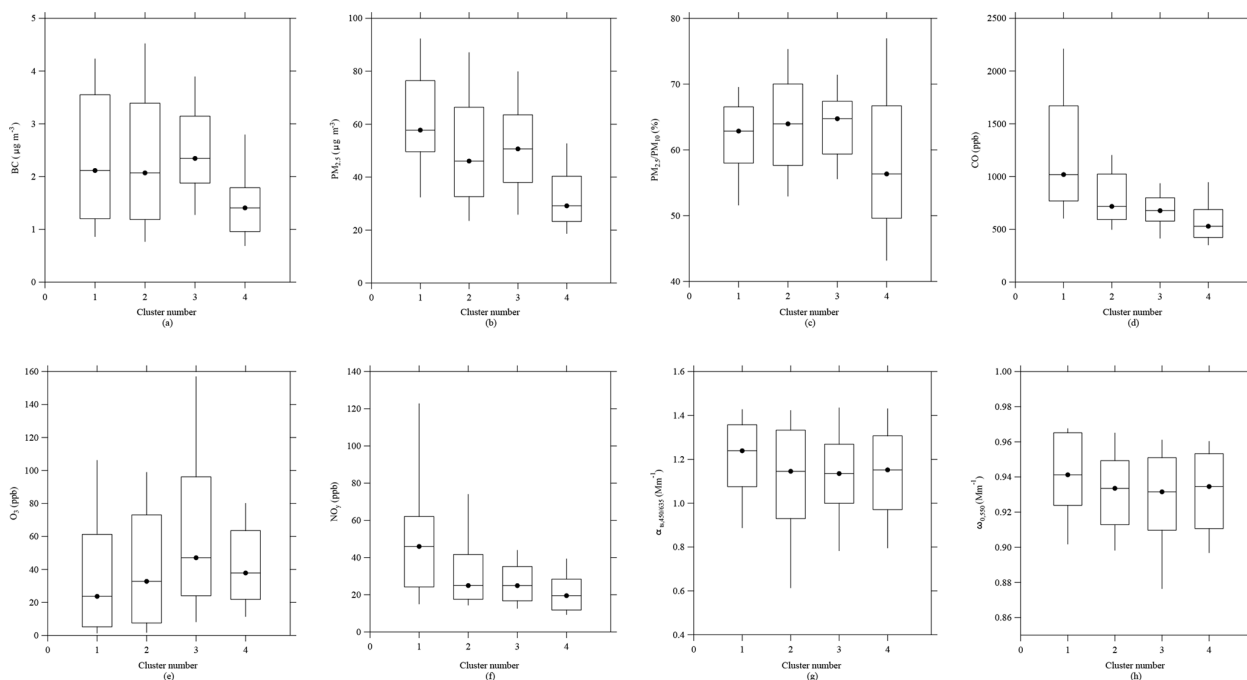 5
4
3
2
1
0
BC ( μg m-3)
0 1 2 3 4
Cluster number
(a)
100
80
60
40
20
0
PM2.5 ( μg m-3)
0 1 2 3 4
Cluster number
(b)
80
70
60
50
40
PM2.5/PM10 (%)
0 1 2 3 4
Cluster number
(c)
2500
2000
1500
1000
500
0
CO (ppb)
0 1 2 3 4
Cluster number
(d)
160
140
120
100
80
60
40
20
0
O3 (ppb)
0 1 2 3 4
Cluster number
(e)
140
120
100
80
60
40
20
0
NOy (ppb)
0 1 2 3 4
Cluster number
(f)
1.6
1.4
1.2
1.0
0.8
0.6
0.4
α ts,450/635 (Mm-1)
0 1 2 3 4
Cluster number
(g)
1.00
0.98
0.96
0.94
0.92
0.90
0.88
0.86
ω0,550 (Mm-1)
0 1 2 3 4
Cluster number
(h)